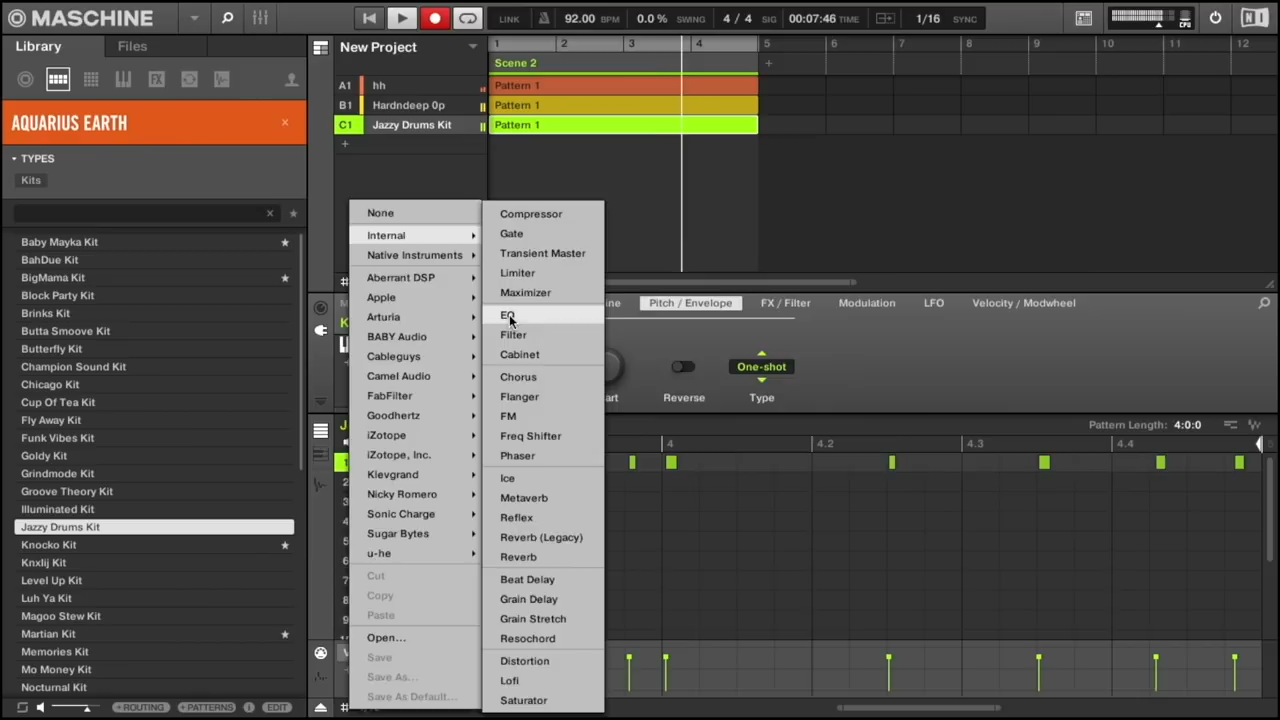 MASCHINE
LINK
92.00 BPM
0.0 % SWING
4 / 4 SIG
00:07:46 TIME
1/16 SYNC
CPU
Library
Files
New Project
1 2 3 4 5 6 7 8 9 10 11 12
Scene 2
+
A1 hh
Pattern 1
B1 Hardndeep 0p
Pattern 1
C1 Jazzy Drums Kit
Pattern 1
+
AQUARIUS EARTH
×
TYPES
Kits
Baby Mayka Kit
BahDue Kit
BigMama Kit
Block Party Kit
Brinks Kit
Butta Smoove Kit
Butterfly Kit
Champion Sound Kit
Chicago Kit
Cup Of Tea Kit
Fly Away Kit
Funk Vibes Kit
Goldy Kit
Grindmode Kit
Groove Theory Kit
Illuminated Kit
Jazzy Drums Kit
Knocko Kit
Knxlij Kit
Level Up Kit
Luh Ya Kit
Magoo Stew Kit
Martian Kit
Memories Kit
Mo Money Kit
Nocturnal Kit
+ROUTING
+PATTERNS
EDIT
None
Internal
Native Instruments
Aberrant DSP
Apple
Arturia
BABY Audio
Cableguys
Camel Audio
FabFilter
Goodhertz
iZotope
iZotope, Inc.
Klevgrand
Nicky Romero
Sonic Charge
Sugar Bytes
u-he
Cut
Copy
Paste
Open...
Save
Save As...
Save As Default...
Compressor
Gate
Transient Master
Limiter
Maximizer
EQ
Filter
Cabinet
Chorus
Flanger
FM
Freq Shifter
Phaser
Ice
Metaverb
Reflex
Reverb (Legacy)
Reverb
Beat Delay
Grain Delay
Grain Stretch
Resochord
Distortion
Lofi
Saturator
Pitch / Envelope
FX / Filter
Modulation
LFO
Velocity / Modwheel
One-shot
Reverse
Type
Pattern Length: 4:0:0
4 4.2 4.3 4.4